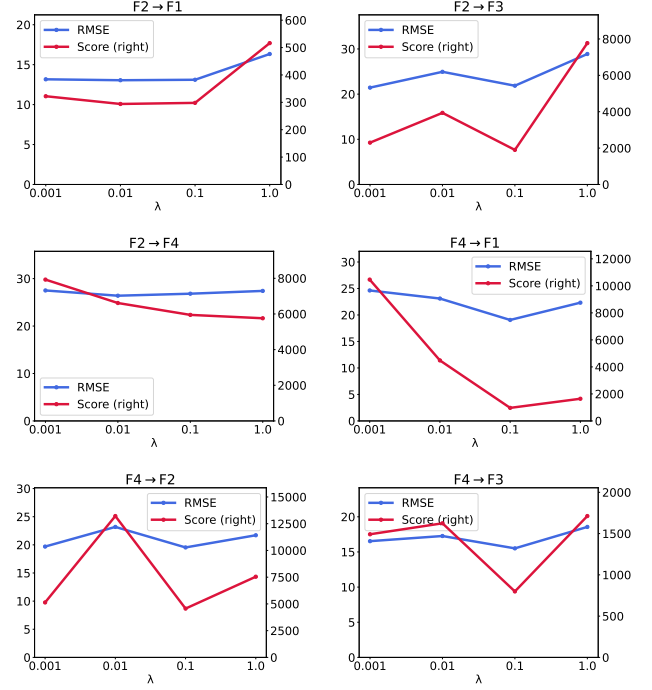 F2→F1
RMSE
Score (right)
20
15
10
5
0
600
500
400
300
200
100
0
0.001 0.01 0.1 1.0
λ
F2→F3
RMSE
Score (right)
30
20
10
0
8000
6000
4000
2000
0
0.001 0.01 0.1 1.0
λ
F2→F4
RMSE
Score (right)
30
20
10
0
8000
6000
4000
2000
0
0.001 0.01 0.1 1.0
λ
F4→F1
RMSE
Score (right)
30
25
20
15
10
5
0
12000
10000
8000
6000
4000
2000
0
0.001 0.01 0.1 1.0
λ
F4→F2
RMSE
Score (right)
30
25
20
15
10
5
0
15000
12500
10000
7500
5000
2500
0
0.001 0.01 0.1 1.0
λ
F4→F3
RMSE
Score (right)
20
15
10
5
0
2000
1500
1000
500
0
0.001 0.01 0.1 1.0
λ